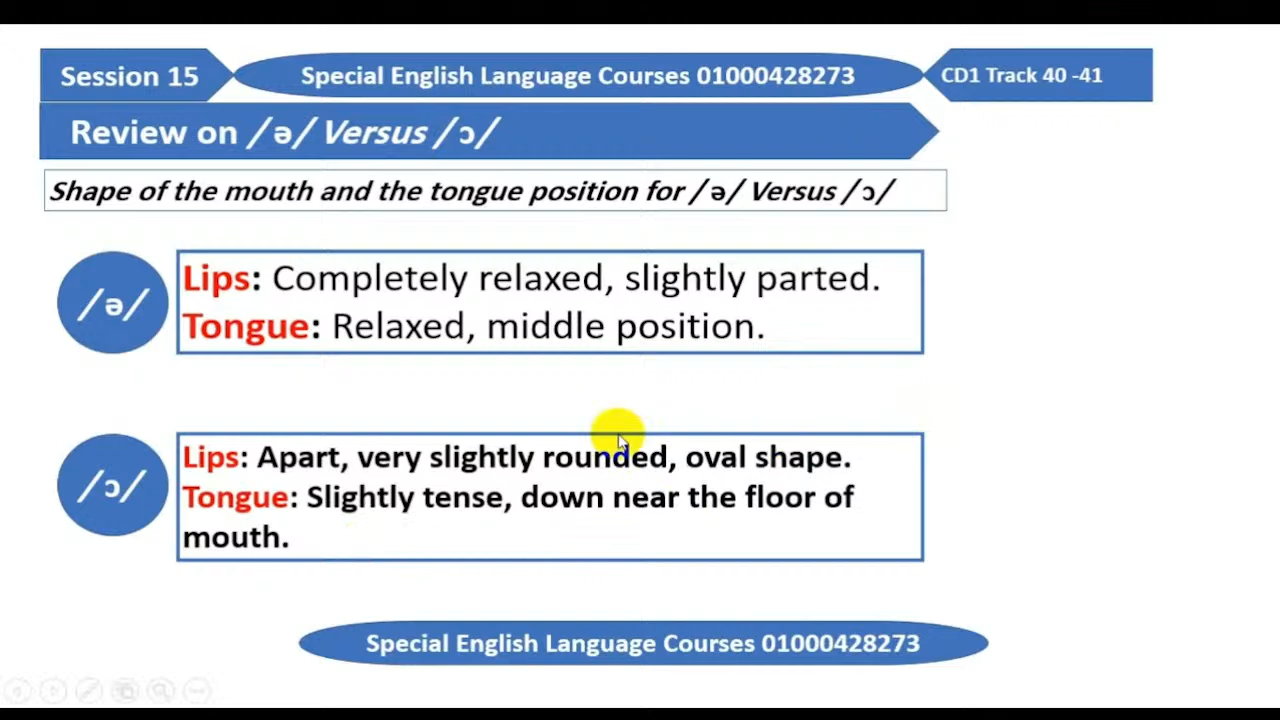 Session 15
Special English Language Courses 01000428273
CD1 Track 40 -41
Review on /ə/ Versus /ɔ/
Shape of the mouth and the tongue position for /ə/ Versus /ɔ/
/ə/
Lips: Completely relaxed, slightly parted.
Tongue: Relaxed, middle position.
/ɔ/
Lips: Apart, very slightly rounded, oval shape.
Tongue: Slightly tense, down near the floor of
mouth.
Special English Language Courses 01000428273